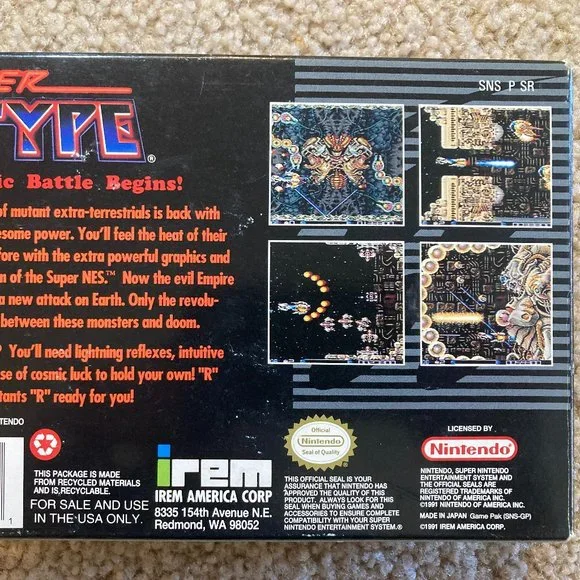 ER
TYPE®
SNS P SR
ic Battle Begins!
of mutant extra-terrestrials is back with
esome power. You'll feel the heat of their
fore with the extra powerful graphics and
n of the Super NES.™ Now the evil Empire
a new attack on Earth. Only the revolu-
between these monsters and doom.
? You'll need lightning reflexes, intuitive
se of cosmic luck to hold your own! "R"
tants "R" ready for you!
NTENDO
THIS PACKAGE IS MADE
FROM RECYCLED MATERIALS
AND IS,RECYCLABLE.
FOR SALE AND USE
IN THE USA ONLY.
1
irem
IREM AMERICA CORP
8335 154th Avenue N.E.
Redmond, WA 98052
Official
Nintendo
Seal of Quality
THIS OFFICIAL SEAL IS YOUR
ASSURANCE THAT NINTENDO HAS
APPROVED THE QUALITY OF THIS
PRODUCT. ALWAYS LOOK FOR THIS
SEAL WHEN BUYING GAMES AND
ACCESSORIES TO ENSURE COMPLETE
COMPATIBILITY WITH YOUR SUPER
NINTENDO ENTERTAINMENT SYSTEM.®
LICENSED BY
Nintendo
NINTENDO, SUPER NINTENDO
ENTERTAINMENT SYSTEM AND
THE OFFICIAL SEALS ARE
REGISTERED TRADEMARKS OF
NINTENDO OF AMERICA INC.
©1991 NINTENDO OF AMERICA INC.
MADE IN JAPAN Game Pak (SNS-GP)
©1991 IREM AMERICA CORP.